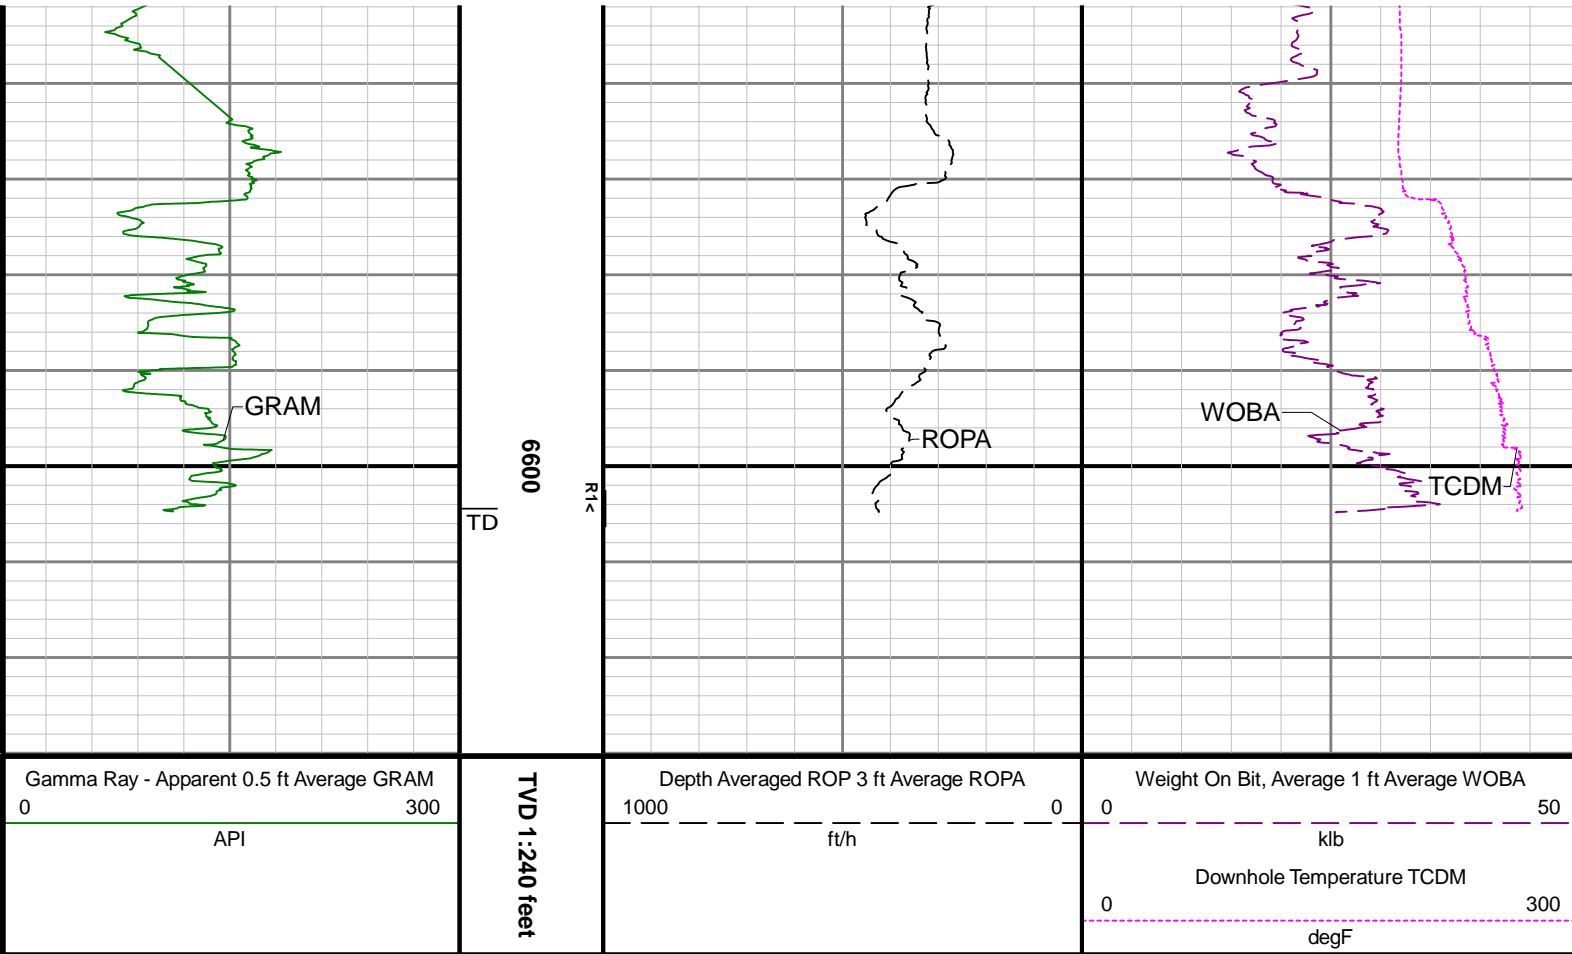 GRAM
6600
TD
R1<
ROPA
WOBA
TCDM
Gamma Ray - Apparent 0.5 ft Average GRAM
0 300
API
TVD 1:240 feet
Depth Averaged ROP 3 ft Average ROPA
1000 0
ft/h
Weight On Bit, Average 1 ft Average WOBA
0 50
klb
Downhole Temperature TCDM
0 300
degF